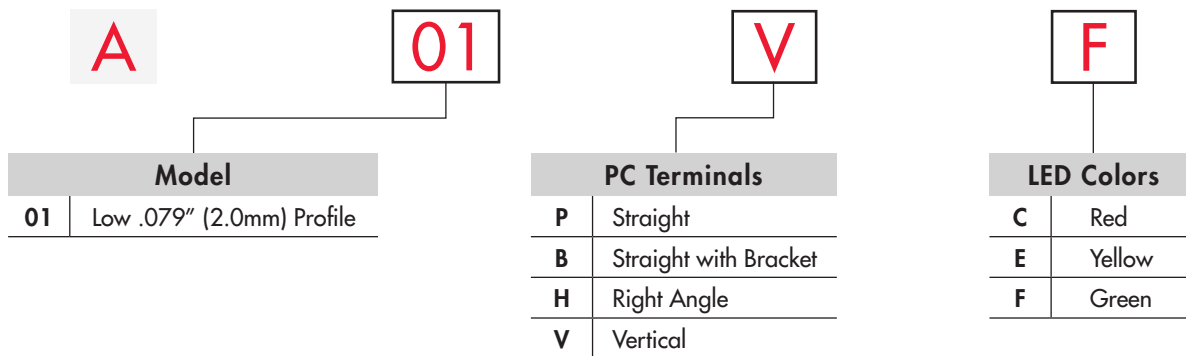 A 01 V F
Model
01 Low .079” (2.0mm) Profile
PC Terminals
P Straight
B Straight with Bracket
H Right Angle
V Vertical
LED Colors
C Red
E Yellow
F Green